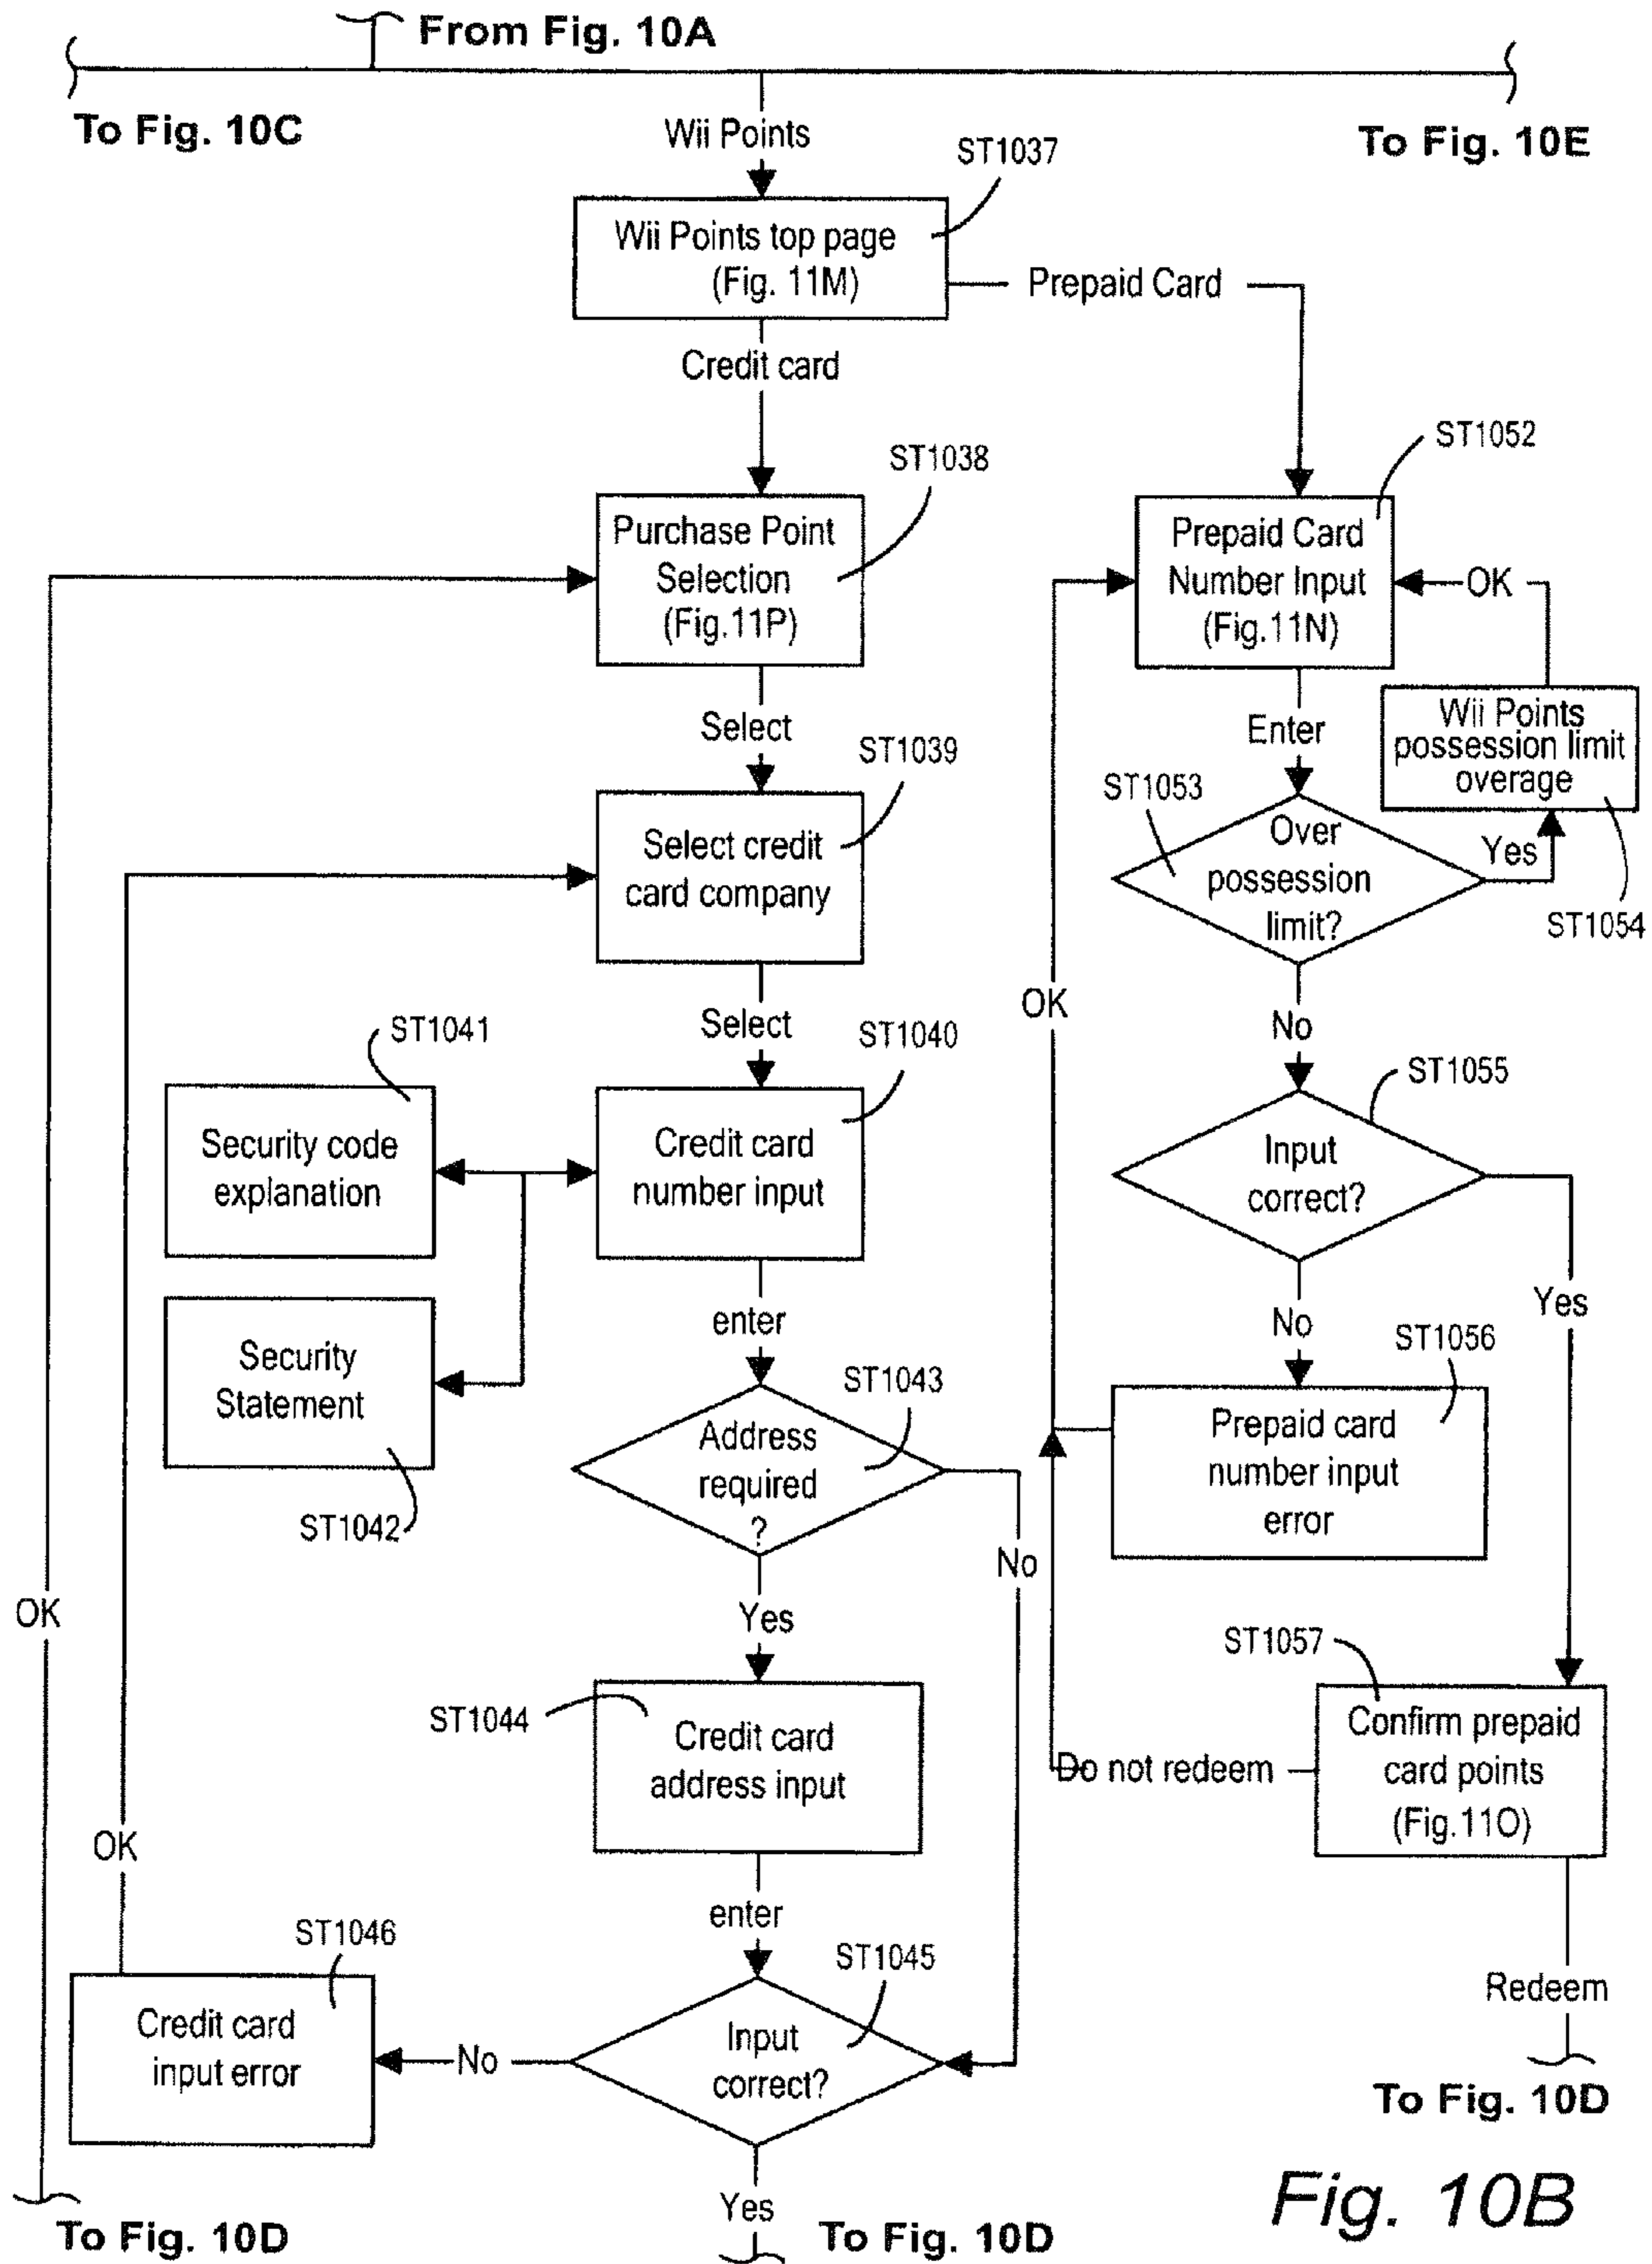 From Fig. 10A
To Fig. 10C
To Fig. 10E
Wii Points
ST1037
Wii Points top page
(Fig. 11M)
Prepaid Card
Credit card
ST1038
Purchase Point
Selection
(Fig.11P)
ST1052
Prepaid Card
Number Input
(Fig.11N)
OK
Select
Enter
Wii Points
possession limit
overage
ST1054
ST1039
Select credit
card company
ST1053
Over
possession
limit?
Yes
OK
No
Select
ST1040
ST1041
Security code
explanation
Credit card
number input
ST1055
Input
correct?
Yes
No
enter
Security
Statement
ST1042
ST1043
Address
required
?
No
ST1056
Prepaid card
number input
error
OK
Yes
ST1057
Confirm prepaid
card points
(Fig.11O)
Do not redeem
ST1044
Credit card
address input
OK
enter
ST1046
Credit card
input error
No
ST1045
Input
correct?
Redeem
To Fig. 10D
Yes
To Fig. 10D
To Fig. 10D
Fig. 10B